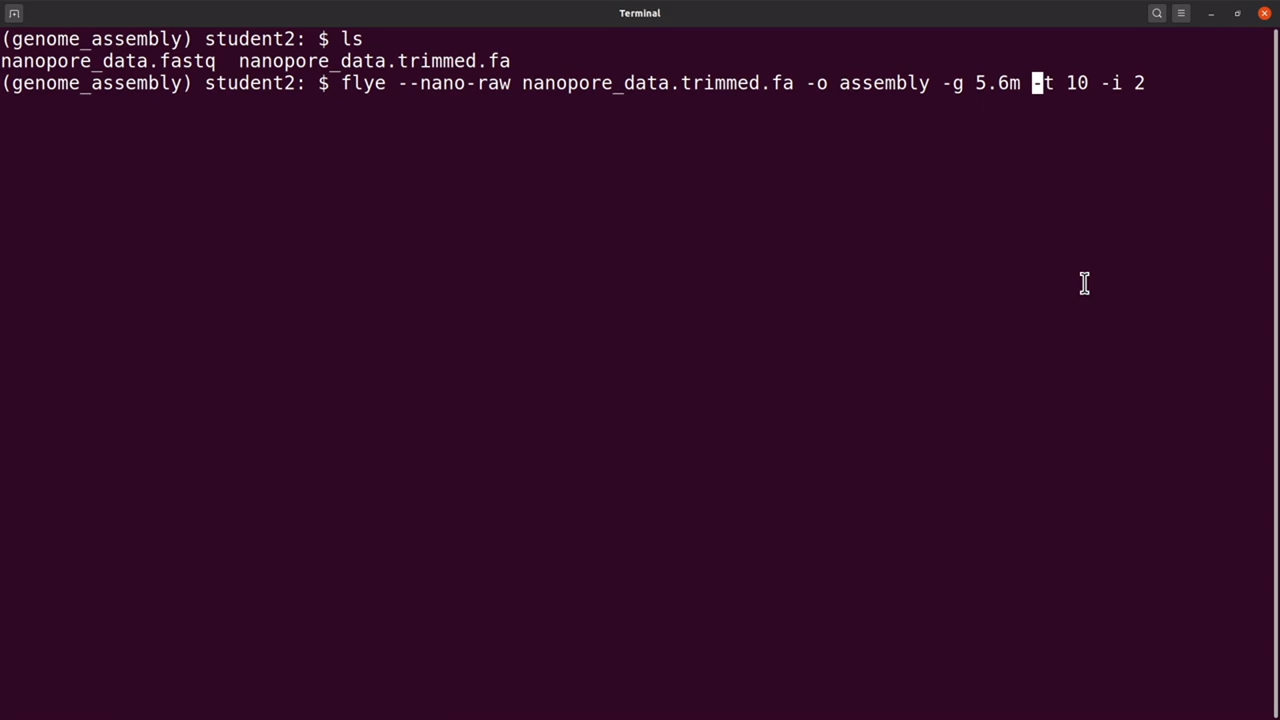 Terminal
(genome_assembly) student2: $ ls
nanopore_data.fastq  nanopore_data.trimmed.fa
(genome_assembly) student2: $ flye --nano-raw nanopore_data.trimmed.fa -o assembly -g 5.6m -t 10 -i 2